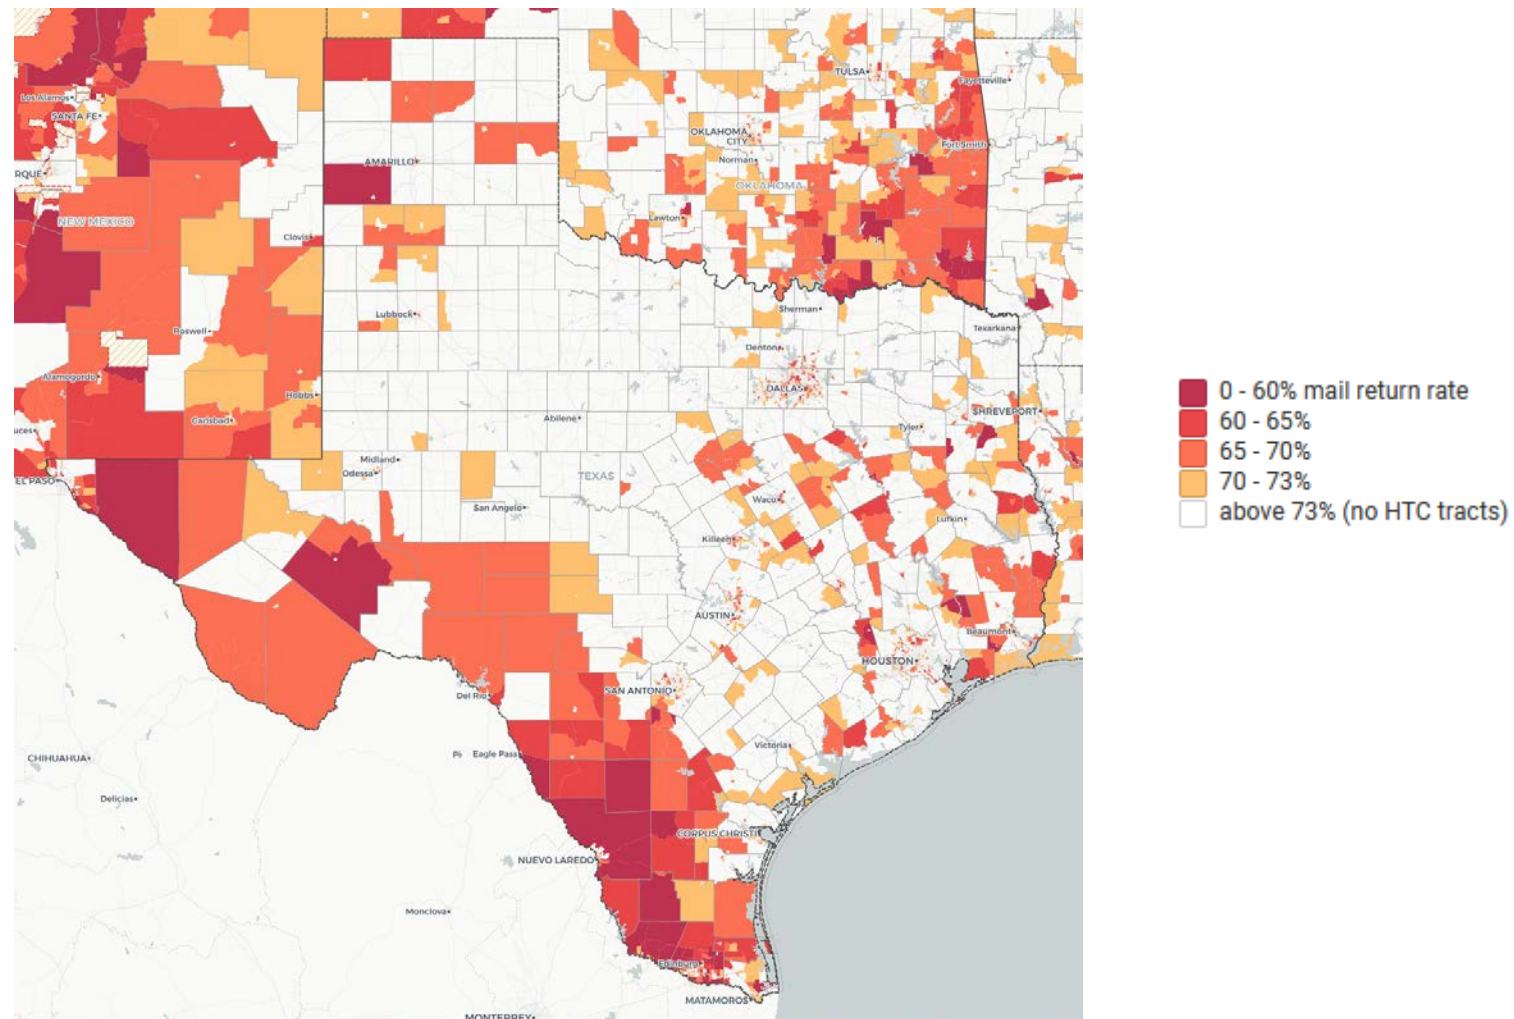 TULSA
Fayetteville
Los Alamos
SANTA FE
OKLAHOMA
CITY
Fort Smith
AMARILLO
Norman
RQUE
OKLAHOMA
Lawton
NEW MEXICO
Clovis
Lubbock
Sherman
Roswell
Texarkana
Denton
Alamogordo
DALLAS
0 - 60% mail return rate
Hobbs
SHREVEPORT
60 - 65%
Carlsbad
Abilene
Tyler
uces
65 - 70%
Midland
Odessa
TEXAS
EL PASO
70 - 73%
Waco
San Angelo
Lufkin
above 73% (no HTC tracts)
Killeen
AUSTIN
Beaumont
HOUSTON
SAN ANTONIO
Del Rio
Victoria
Eagle Pass
CHIHUAHUA
Delicias
CORPUS CHRISTI
NUEVO LAREDO
Monclova
Edinburg
MATAMOROS
MONTERREY